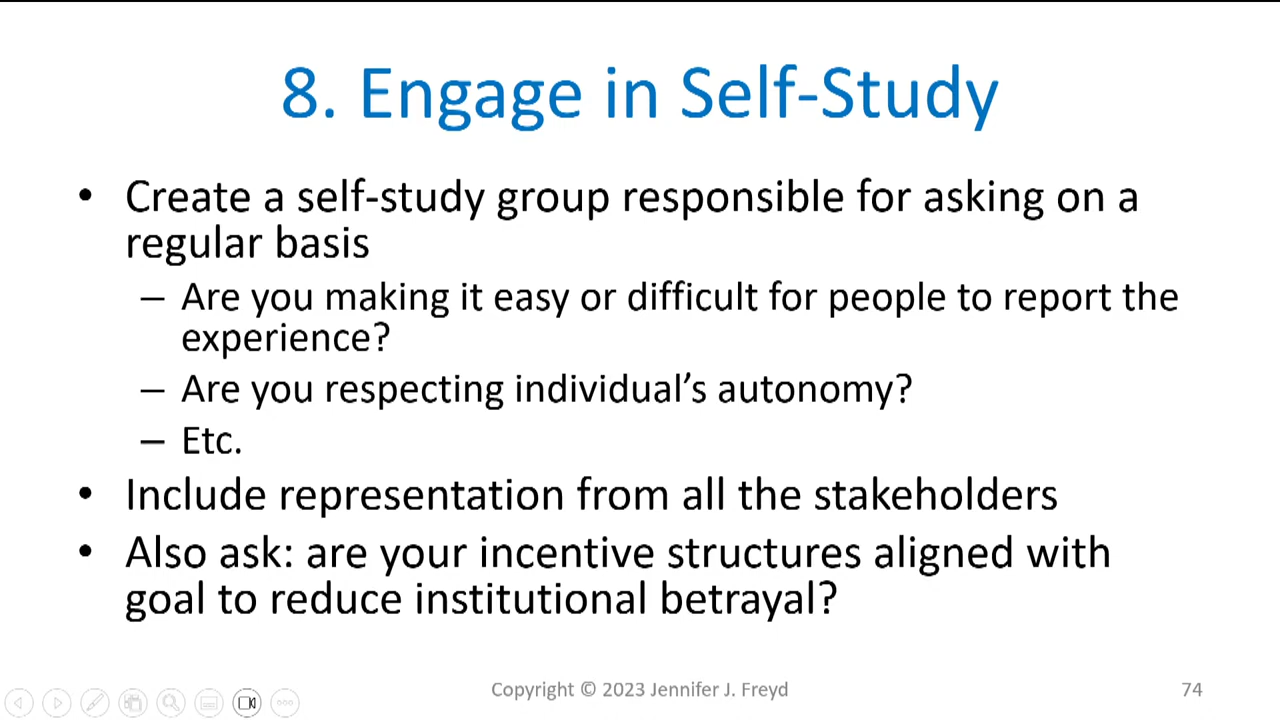 8. Engage in Self-Study
• Create a self-study group responsible for asking on a
regular basis
– Are you making it easy or difficult for people to report the
experience?
– Are you respecting individual’s autonomy?
– Etc.
• Include representation from all the stakeholders
• Also ask: are your incentive structures aligned with
goal to reduce institutional betrayal?
Copyright © 2023 Jennifer J. Freyd
74